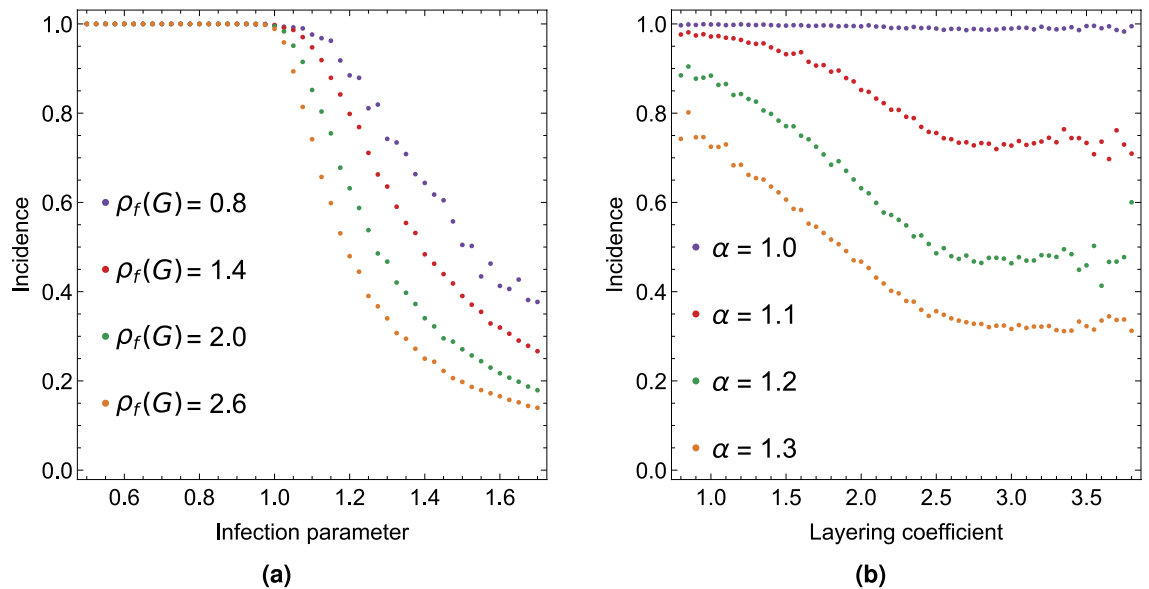 1.0
0.8
0.6
0.4
0.2
0.0
Incidence
ρf(G) = 0.8
ρf(G) = 1.4
ρf(G) = 2.0
ρf(G) = 2.6
0.6 0.8 1.0 1.2 1.4 1.6
Infection parameter
(a)
1.0
0.8
0.6
0.4
0.2
0.0
Incidence
α = 1.0
α = 1.1
α = 1.2
α = 1.3
1.0 1.5 2.0 2.5 3.0 3.5
Layering coefficient
(b)